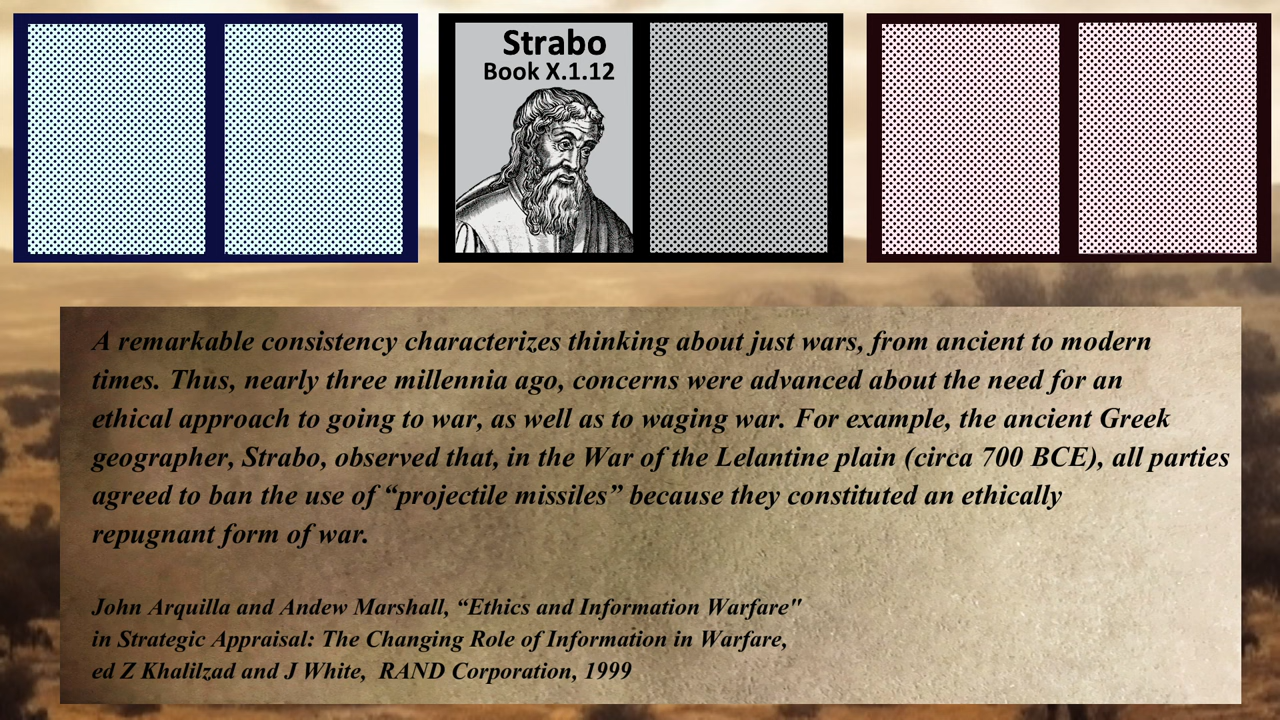 Strabo
Book X.1.12
A remarkable consistency characterizes thinking about just wars, from ancient to modern
times. Thus, nearly three millennia ago, concerns were advanced about the need for an
ethical approach to going to war, as well as to waging war. For example, the ancient Greek
geographer, Strabo, observed that, in the War of the Lelantine plain (circa 700 BCE), all parties
agreed to ban the use of “projectile missiles” because they constituted an ethically
repugnant form of war.
John Arquilla and Andew Marshall, “Ethics and Information Warfare"
in Strategic Appraisal: The Changing Role of Information in Warfare,
ed Z Khalilzad and J White, RAND Corporation, 1999